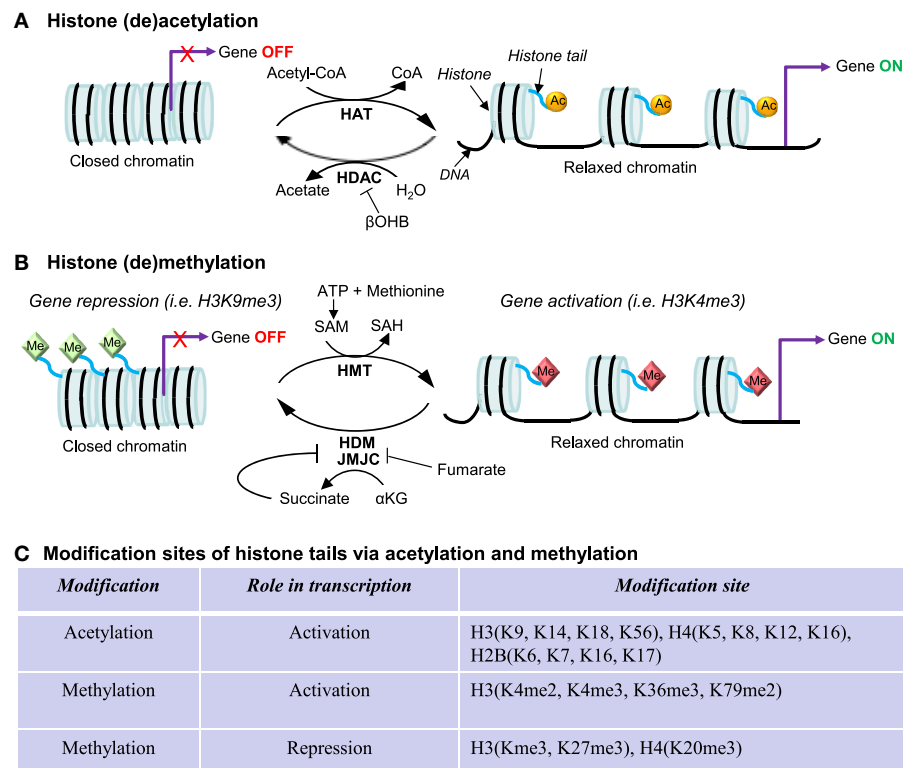 A Histone (de)acetylation
Gene OFF
Acetyl-CoA
CoA
HAT
HDAC
Acetate
H₂O
βOHB
Closed chromatin
Histone
Histone tail
Ac
Ac
Ac
DNA
Relaxed chromatin
Gene ON
B Histone (de)methylation
Gene repression (i.e. H3K9me3)
Me
Me
Me
Gene OFF
Closed chromatin
ATP + Methionine
SAM
SAH
HMT
HDM
JMJC
Fumarate
Succinate
αKG
Gene activation (i.e. H3K4me3)
Me
Me
Me
Gene ON
Relaxed chromatin
C Modification sites of histone tails via acetylation and methylation
Modification Role in transcription Modification site
Acetylation Activation H3(K9, K14, K18, K56), H4(K5, K8, K12, K16),
H2B(K6, K7, K16, K17)
Methylation Activation H3(K4me2, K4me3, K36me3, K79me2)
Methylation Repression H3(Kme3, K27me3), H4(K20me3)